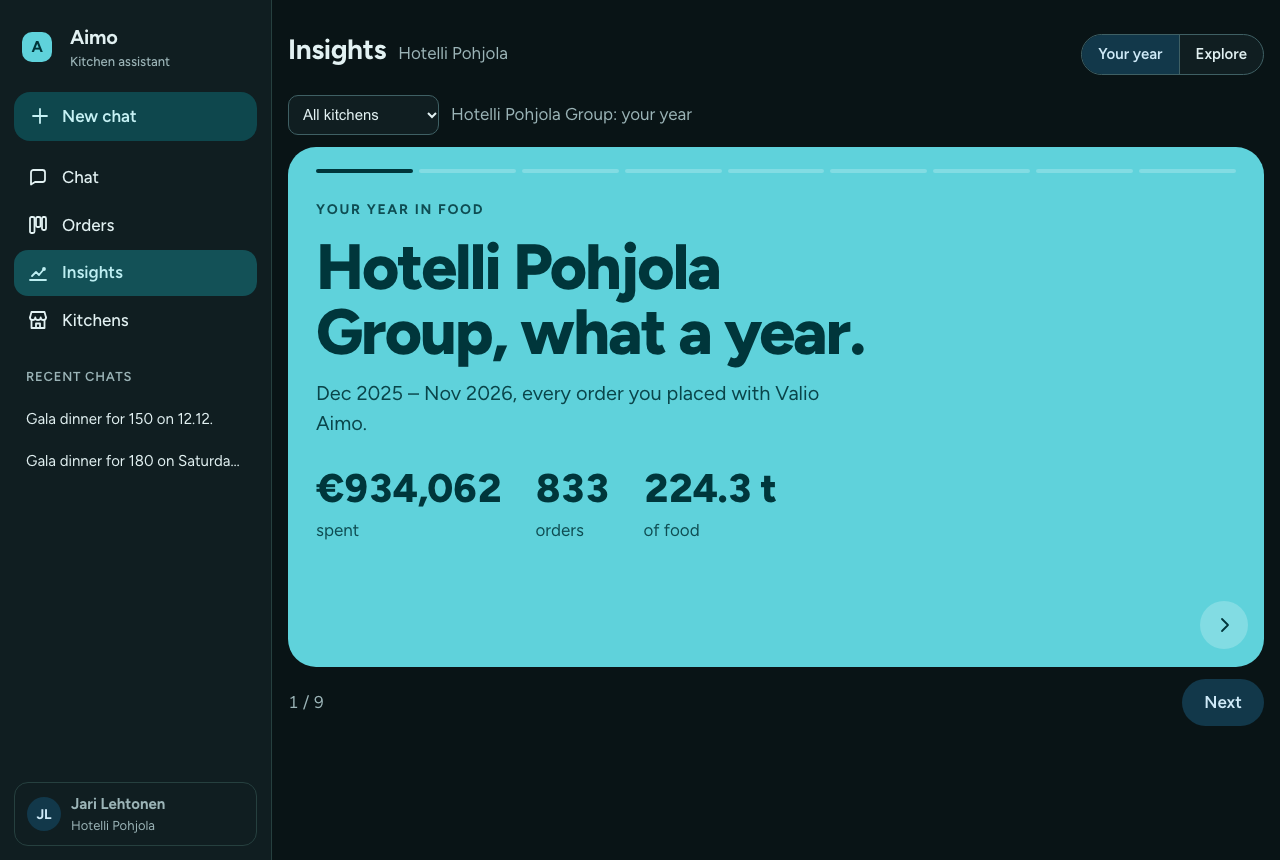 A
Aimo
Kitchen assistant
New chat
Chat
Orders
Insights
Kitchens
RECENT CHATS
Gala dinner for 150 on 12.12.
Gala dinner for 180 on Saturda...
JL
Jari Lehtonen
Hotelli Pohjola
Insights Hotelli Pohjola
Your year Explore
All kitchens Hotelli Pohjola Group: your year
YOUR YEAR IN FOOD
Hotelli Pohjola
Group, what a year.
Dec 2025 – Nov 2026, every order you placed with Valio
Aimo.
€934,062 833 224.3 t
spent orders of food
1 / 9
Next